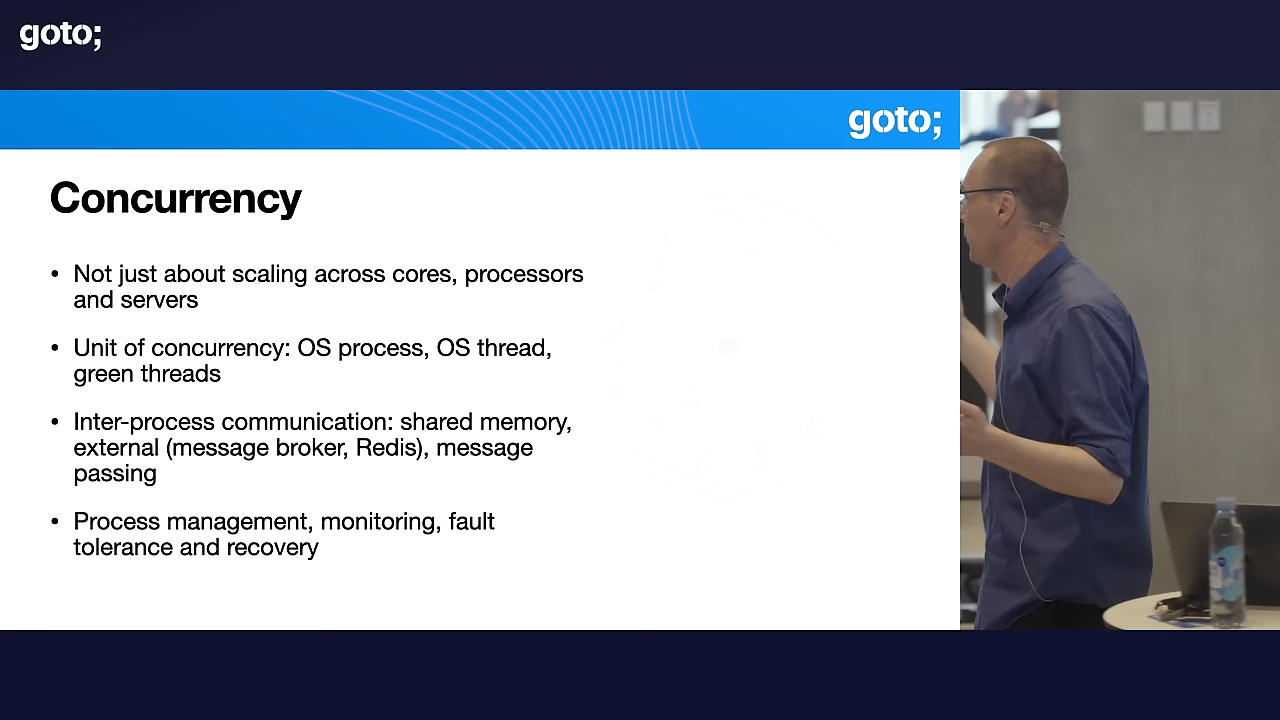 goto;
goto;
Concurrency
• Not just about scaling across cores, processors
and servers
• Unit of concurrency: OS process, OS thread,
green threads
• Inter-process communication: shared memory,
external (message broker, Redis), message
passing
• Process management, monitoring, fault
tolerance and recovery